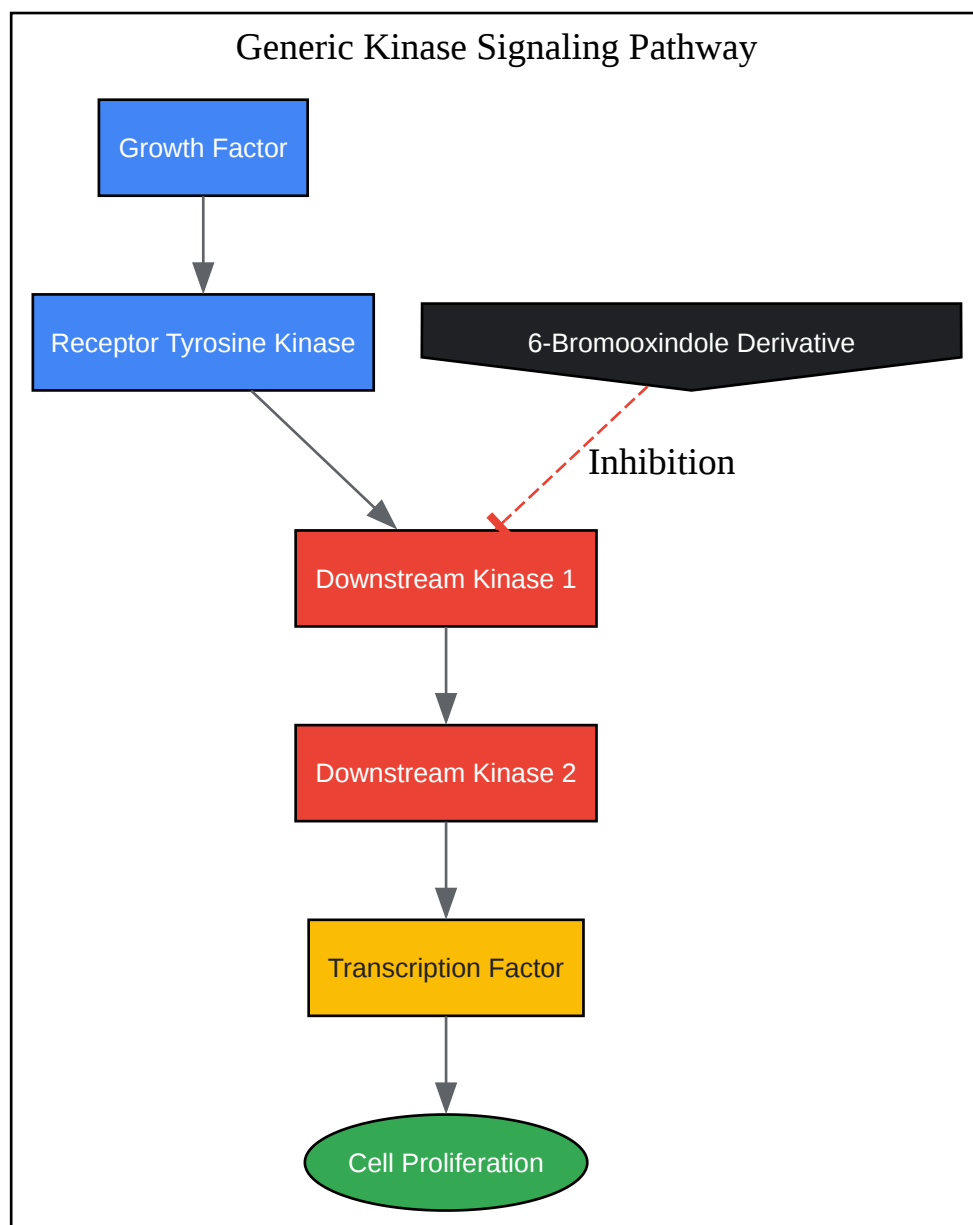 Generic Kinase Signaling Pathway
Growth Factor
Receptor Tyrosine Kinase
6-Bromooxindole Derivative
Inhibition
Downstream Kinase 1
Downstream Kinase 2
Transcription Factor
Cell Proliferation